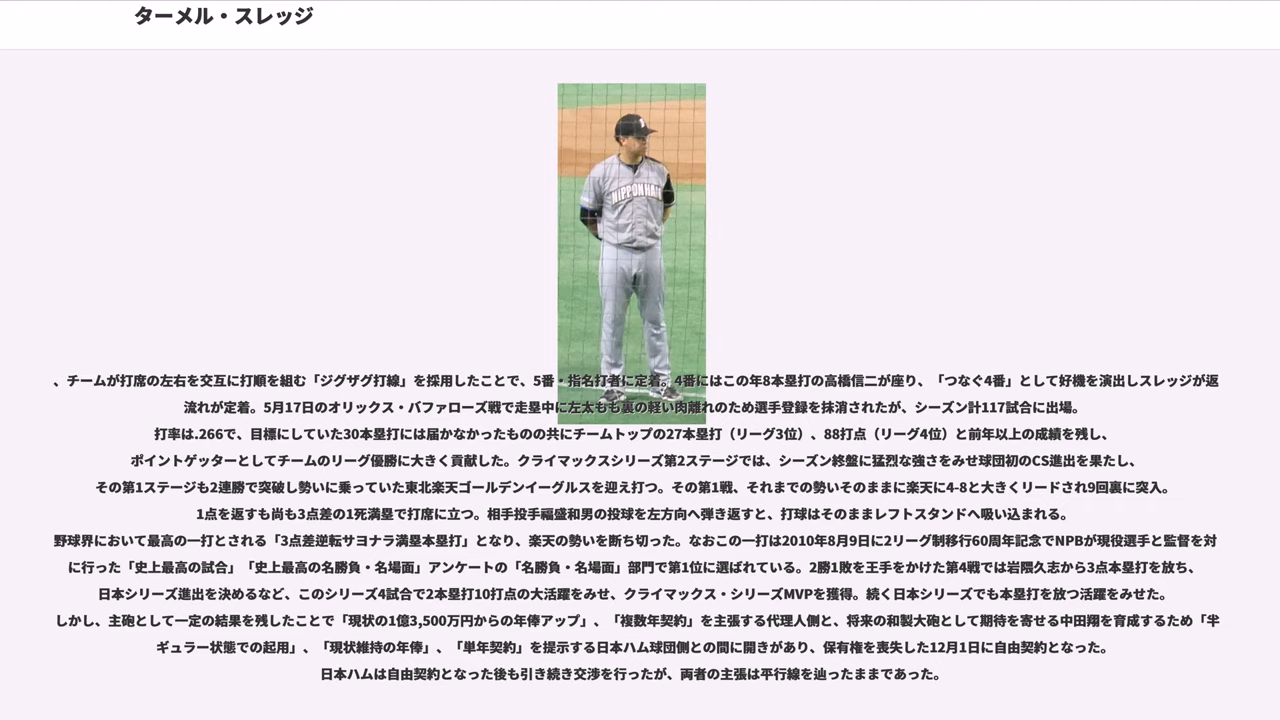 ターメル・スレッジ
NIPPONHAM
、チームが打席の左右を交互に打順を組む「ジグザグ打線」を採用したことで、5番・指名打者に定着。4番にはこの年8本塁打の高橋信二が座り、「つなぐ4番」として好機を演出しスレッジが返
流れが定着。5月17日のオリックス・バファローズ戦で走塁中に左太もも裏の軽い肉離れのため選手登録を抹消されたが、シーズン計117試合に出場。
打率は.266で、目標にしていた30本塁打には届かなかったものの共にチームトップの27本塁打（リーグ3位）、88打点（リーグ4位）と前年以上の成績を残し、
ポイントゲッターとしてチームのリーグ優勝に大きく貢献した。クライマックスシリーズ第2ステージでは、シーズン終盤に猛烈な強さをみせ球団初のCS進出を果たし、
その第1ステージも2連勝で突破し勢いに乗っていた東北楽天ゴールデンイーグルスを迎え打つ。その第1戦、それまでの勢いそのままに楽天に4-8と大きくリードされ9回裏に突入。
1点を返すも尚も3点差の1死満塁で打席に立つ。相手投手福盛和男の投球を左方向へ弾き返すと、打球はそのままレフトスタンドへ吸い込まれる。
野球界において最高の一打とされる「3点差逆転サヨナラ満塁本塁打」となり、楽天の勢いを断ち切った。なおこの一打は2010年8月9日に2リーグ制移行60周年記念でNPBが現役選手と監督を対
に行った「史上最高の試合」「史上最高の名勝負・名場面」アンケートの「名勝負・名場面」部門で第1位に選ばれている。2勝1敗を王手をかけた第4戦では岩隈久志から3点本塁打を放ち、
日本シリーズ進出を決めるなど、このシリーズ4試合で2本塁打10打点の大活躍をみせ、クライマックス・シリーズMVPを獲得。続く日本シリーズでも本塁打を放つ活躍をみせた。
しかし、主砲として一定の結果を残したことで「現状の1億3,500万円からの年俸アップ」、「複数年契約」を主張する代理人側と、将来の和製大砲として期待を寄せる中田翔を育成するため「半
ギュラー状態での起用」、「現状維持の年俸」、「単年契約」を提示する日本ハム球団側との間に開きがあり、保有権を喪失した12月1日に自由契約となった。
日本ハムは自由契約となった後も引き続き交渉を行ったが、両者の主張は平行線を辿ったままであった。